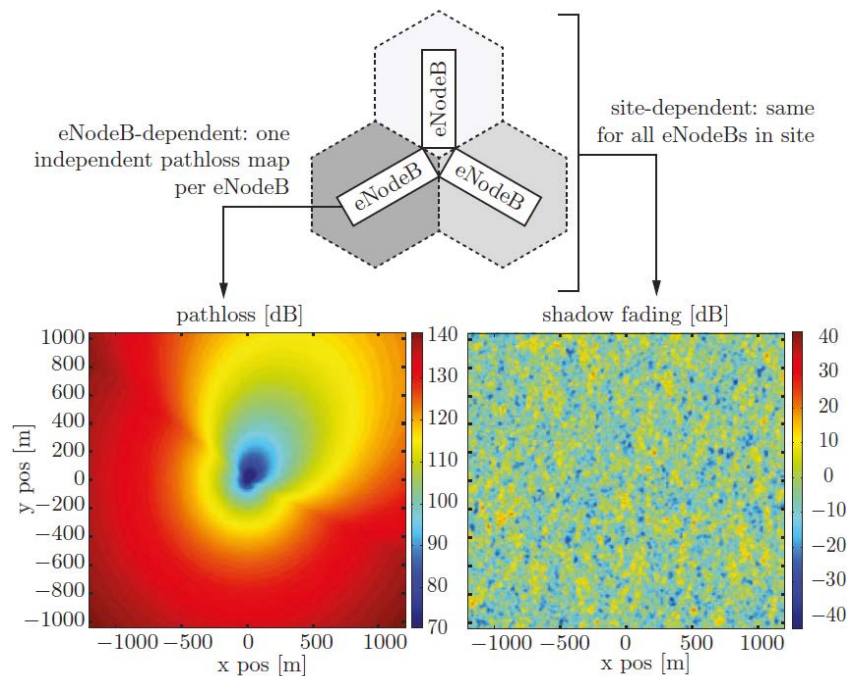 eNodeB
eNodeB
eNodeB
eNodeB-dependent: one
independent pathloss map
per eNodeB
site-dependent: same
for all eNodeBs in site
pathloss [dB]
1000
800
600
400
200
0
−200
−400
−600
−800
−1000
y pos [m]
−1000 −500 0 500 1000
x pos [m]
140
130
120
110
100
90
80
70
shadow fading [dB]
−1000 −500 0 500 1000
x pos [m]
40
30
20
10
0
−10
−20
−30
−40